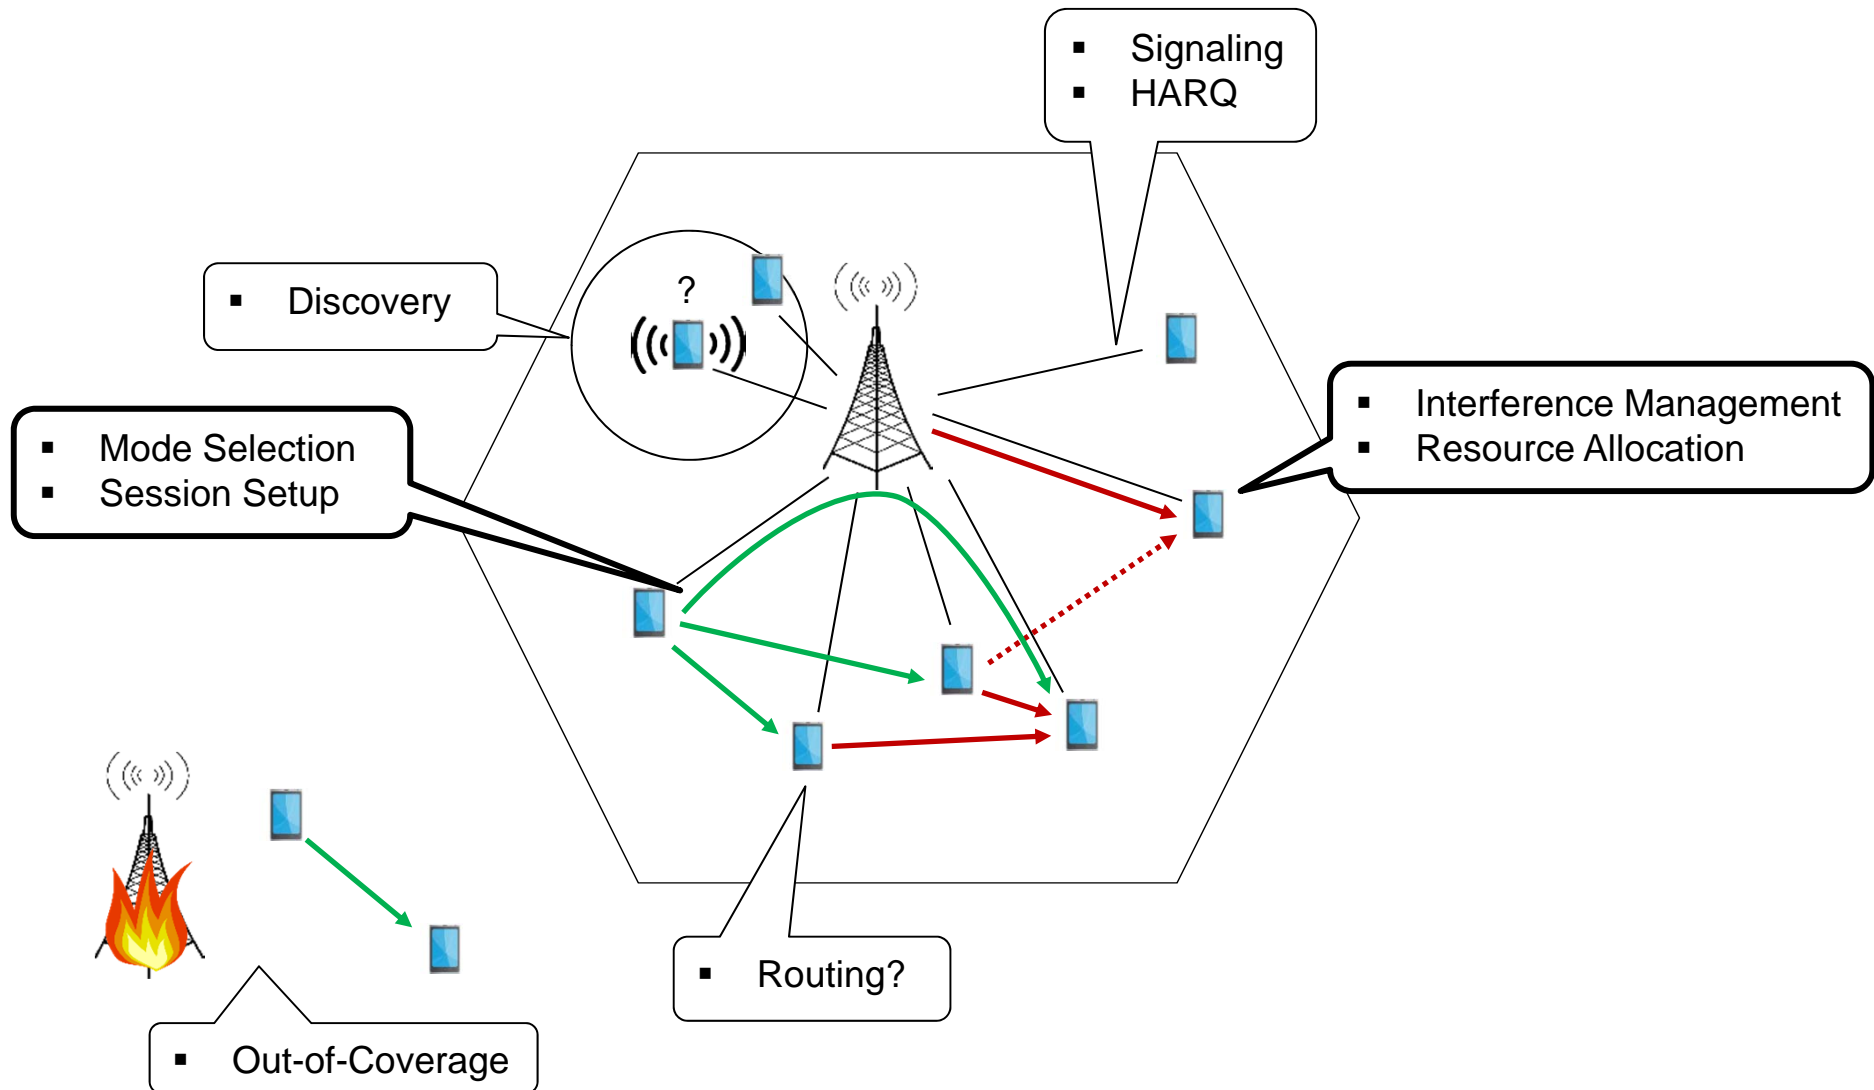 ▪ Signaling
▪ HARQ
▪ Discovery
?
▪ Mode Selection
▪ Session Setup
▪ Interference Management
▪ Resource Allocation
▪ Routing?
▪ Out-of-Coverage